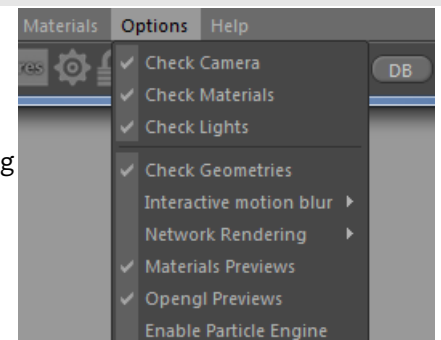 Materials Options Help
res DB
Check Camera
Check Materials
Check Lights
g
Check Geometries
Interactive motion blur
Network Rendering
Materials Previews
Opengl Previews
Enable Particle Engine